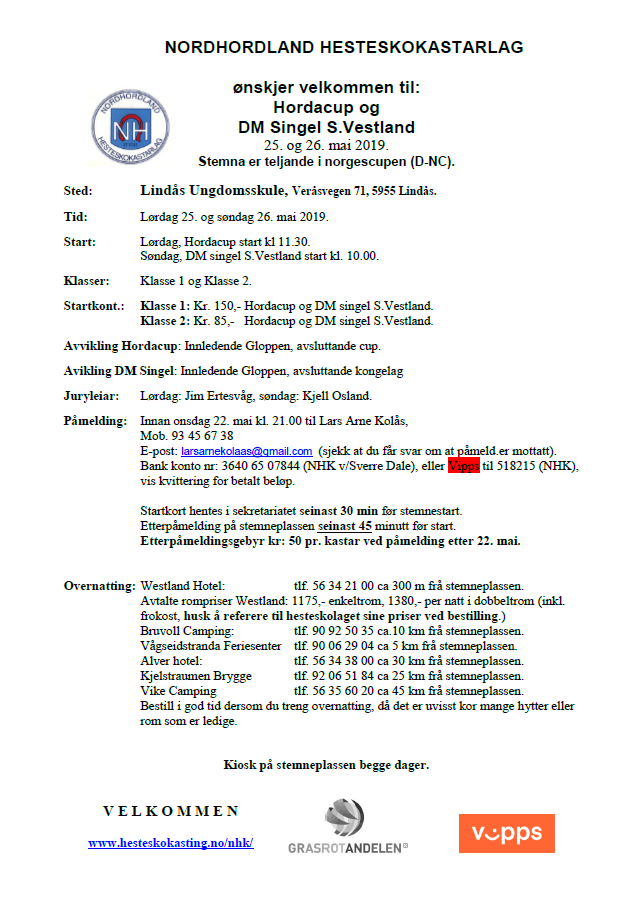 NORDHORDLAND HESTESKOKASTARLAG
ønskjer velkommen til:
Hordacup og
DM Singel S.Vestland
25. og 26. mai 2019.
Stemna er teljande i norgescupen (D-NC).
NORDHORDLAND
NH
HESTESKOKASTARLAG
Sted: Lindås Ungdomsskule, Veråsvegen 71, 5955 Lindås.
Tid: Lørdag 25. og søndag 26. mai 2019.
Start: Lørdag, Hordacup start kl 11.30.
Søndag, DM singel S.Vestland start kl. 10.00.
Klasser: Klasse 1 og Klasse 2.
Startkont.: Klasse 1: Kr. 150,- Hordacup og DM singel S.Vestland.
Klasse 2: Kr. 85,- Hordacup og DM singel S.Vestland.
Avvikling Hordacup: Innledende Gloppen, avsluttande cup.
Avikling DM Singel: Innledende Gloppen, avsluttande kongelag
Juryleiar: Lørdag: Jim Ertesvåg, søndag: Kjell Osland.
Påmelding: Innan onsdag 22. mai kl. 21.00 til Lars Arne Kolås,
Mob. 93 45 67 38
E-post: larsarnekolaas@gmail.com (sjekk at du får svar om at påmeld.er mottatt).
Bank konto nr: 3640 65 07844 (NHK v/Sverre Dale), eller Vipps til 518215 (NHK),
vis kvittering for betalt beløp.
Startkort hentes i sekretariatet seinast 30 min før stemnestart.
Etterpåmelding på stemneplassen seinast 45 minutt før start.
Etterpåmeldingsgebyr kr: 50 pr. kastar ved påmelding etter 22. mai.
Overnatting: Westland Hotel: tlf. 56 34 21 00 ca 300 m frå stemneplassen.
Avtalte rompriser Westland: 1175,- enkeltrom, 1380,- per natt i dobbeltrom (inkl.
frokost, husk å referere til hesteskolaget sine priser ved bestilling.)
Bruvoll Camping: tlf. 90 92 50 35 ca.10 km frå stemneplassen.
Vågseidstranda Feriesenter tlf. 90 06 29 04 ca 5 km frå stemneplassen.
Alver hotel: tlf. 56 34 38 00 ca 30 km frå stemneplassen.
Kjelstraumen Brygge tlf. 92 06 51 84 ca 25 km frå stemneplassen.
Vike Camping tlf. 56 35 60 20 ca 45 km frå stemneplassen.
Bestill i god tid dersom du treng overnatting, då det er uvisst kor mange hytter eller
rom som er ledige.
Kiosk på stemneplassen begge dager.
V E L K O M M E N
www.hesteskokasting.no/nhk/
GRASROTANDELEN
vipps